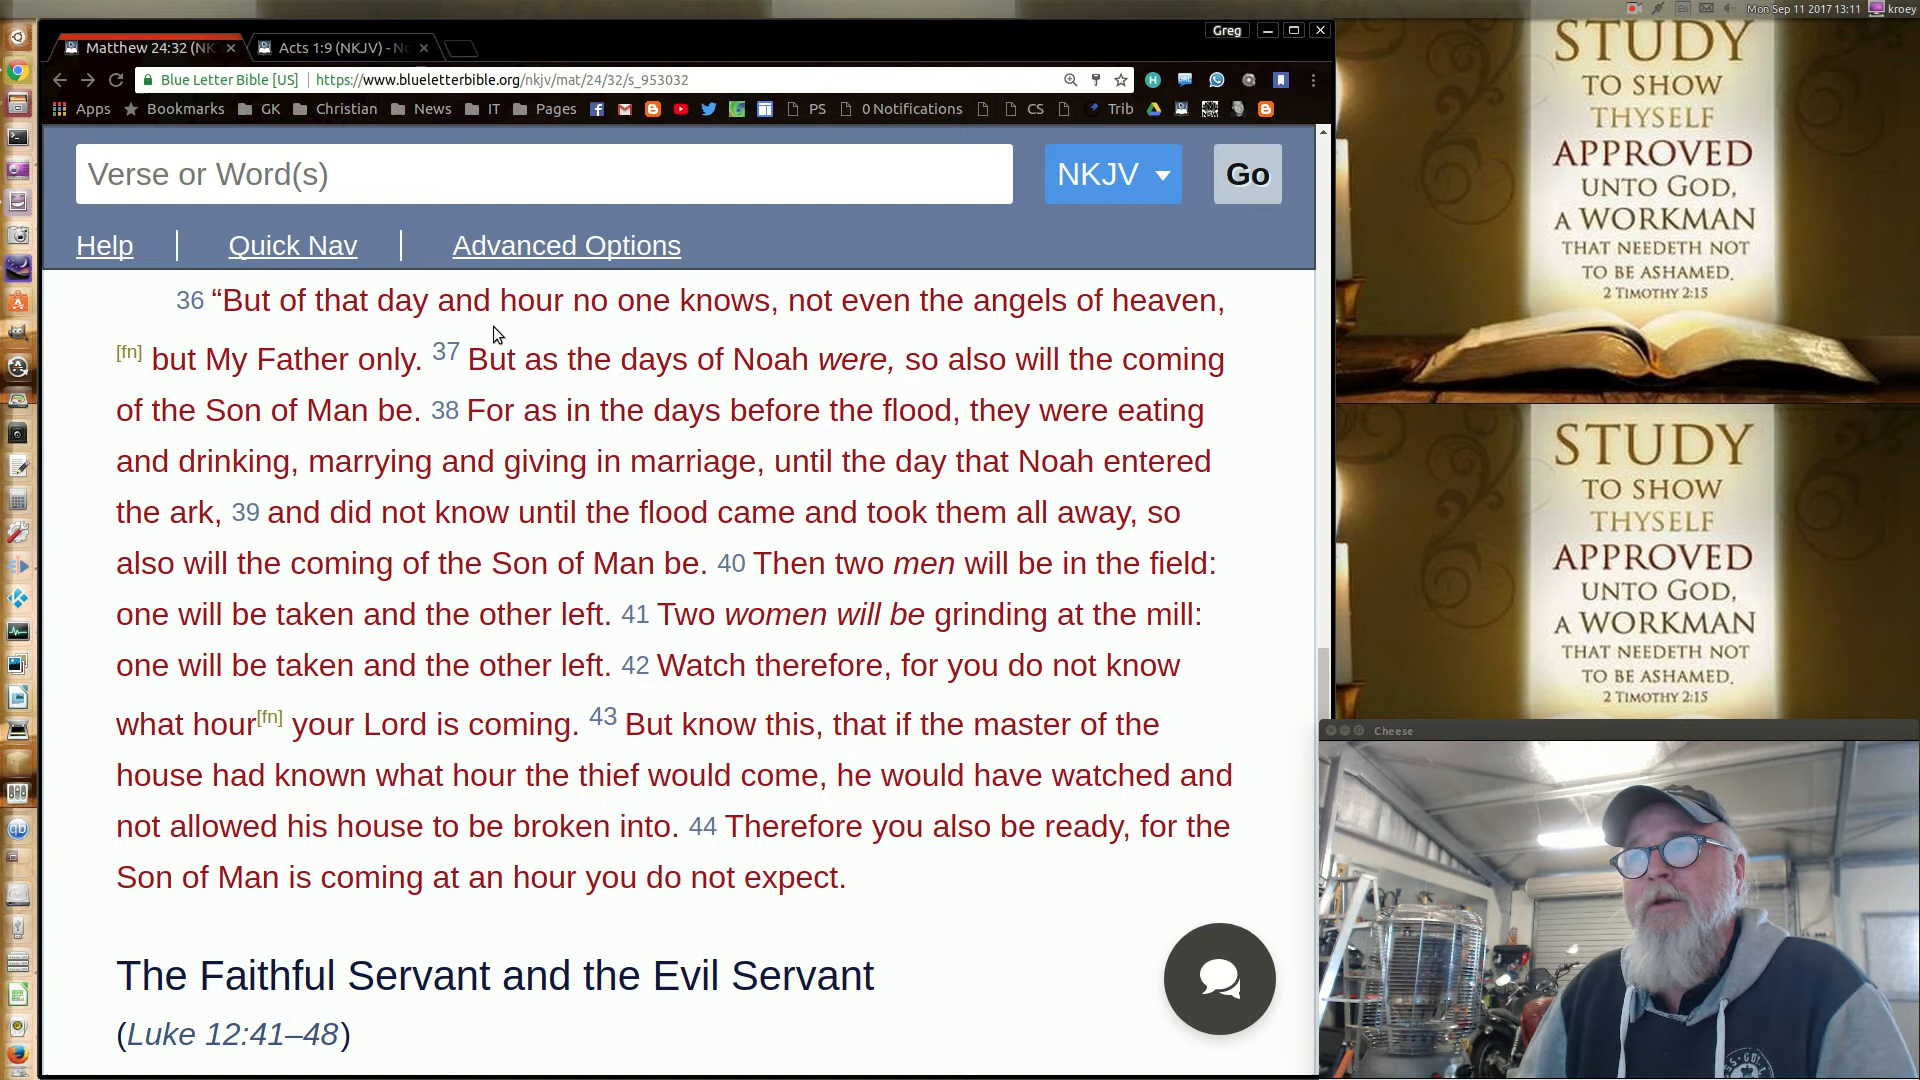 Mon Sep 11 2017 13:11 kroey
Greg
Matthew 24:32 (NK
Acts 1:9 (NKJV) - N
Blue Letter Bible [US] https://www.blueletterbible.org/nkjv/mat/24/32/s_953032
Apps Bookmarks GK Christian News IT Pages PS 0 Notifications CS Trib
Verse or Word(s)
NKJV
Go
Help
Quick Nav
Advanced Options
36 “But of that day and hour no one knows, not even the angels of heaven,
[fn] but My Father only. 37 But as the days of Noah were, so also will the coming
of the Son of Man be. 38 For as in the days before the flood, they were eating
and drinking, marrying and giving in marriage, until the day that Noah entered
the ark, 39 and did not know until the flood came and took them all away, so
also will the coming of the Son of Man be. 40 Then two men will be in the field:
one will be taken and the other left. 41 Two women will be grinding at the mill:
one will be taken and the other left. 42 Watch therefore, for you do not know
what hour[fn] your Lord is coming. 43 But know this, that if the master of the
house had known what hour the thief would come, he would have watched and
not allowed his house to be broken into. 44 Therefore you also be ready, for the
Son of Man is coming at an hour you do not expect.
The Faithful Servant and the Evil Servant
(Luke 12:41–48)
STUDY
TO SHOW
THYSELF
APPROVED
UNTO GOD,
A WORKMAN
THAT NEEDETH NOT
TO BE ASHAMED.
2 TIMOTHY 2:15
STUDY
TO SHOW
THYSELF
APPROVED
UNTO GOD,
A WORKMAN
THAT NEEDETH NOT
TO BE ASHAMED.
2 TIMOTHY 2:15
Cheese